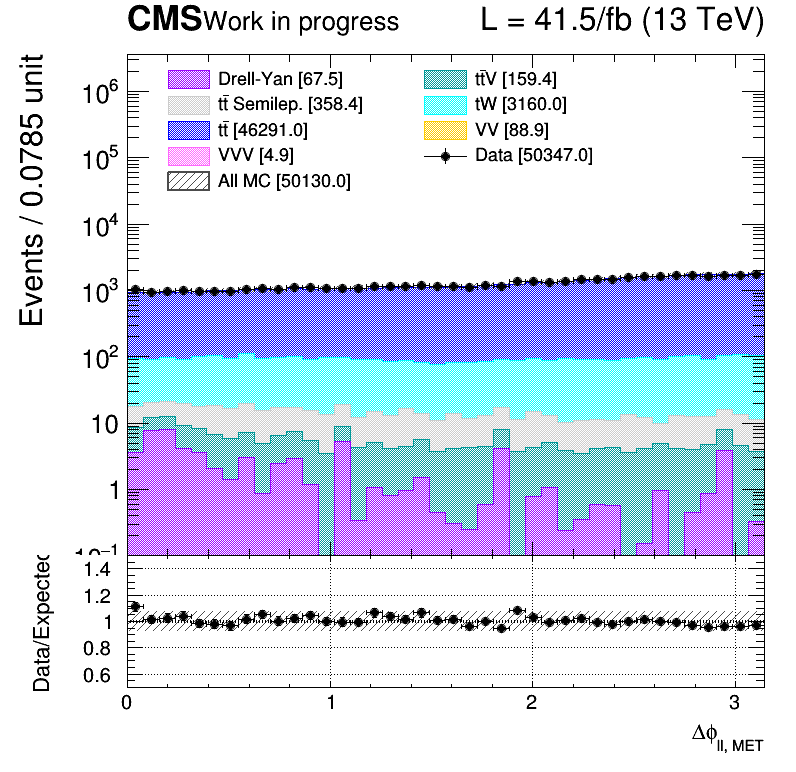 CMS Work in progress L = 41.5/fb (13 TeV)
Drell-Yan [67.5] tt̄V [159.4]
tt̄ Semilep. [358.4] tW [3160.0]
tt̄ [46291.0] VV [88.9]
VVV [4.9] Data [50347.0]
All MC [50130.0]
Events / 0.0785 unit
10⁶
10⁵
10⁴
10³
10²
10
1
10⁻¹
Data/Expected
1.4
1.2
1
0.8
0.6
0 1 2 3
Δϕ_ll, MET